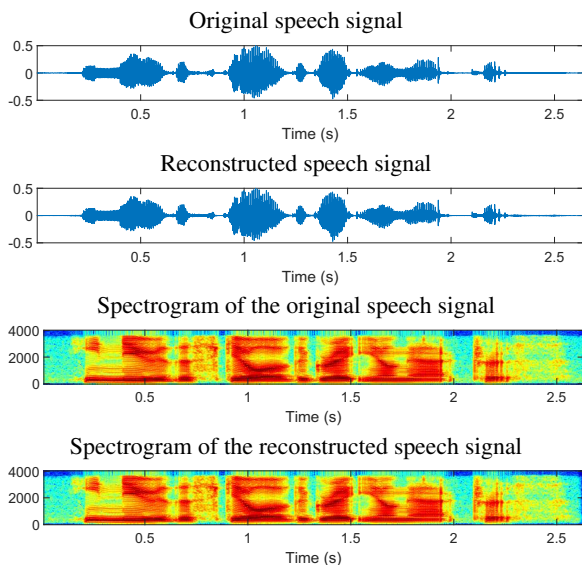 Original speech signal
0.5
0
-0.5
0.5 1 1.5 2 2.5
Time (s)
Reconstructed speech signal
0.5
0
-0.5
0.5 1 1.5 2 2.5
Time (s)
Spectrogram of the original speech signal
4000
2000
0
0.5 1 1.5 2 2.5
Time (s)
Spectrogram of the reconstructed speech signal
4000
2000
0
0.5 1 1.5 2 2.5
Time (s)